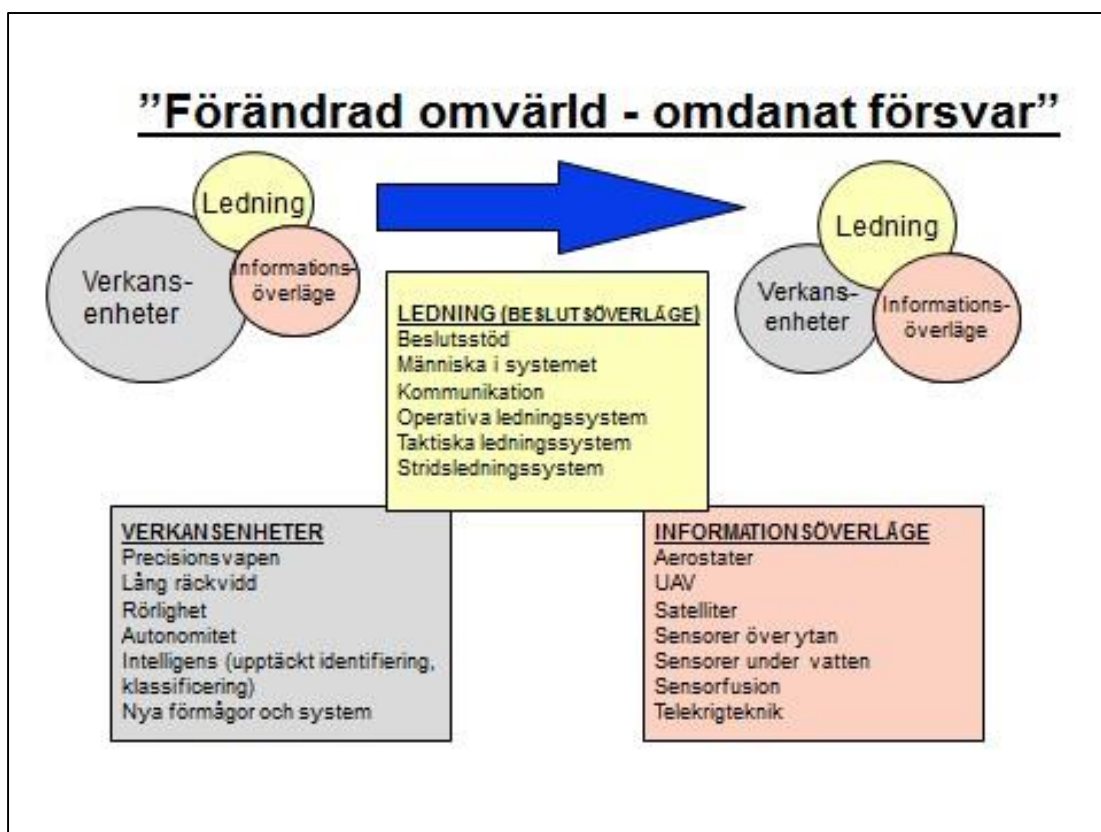 ”Förändrad omvärld - omdanat försvar”
Ledning
Verkans-
enheter
Informations-
överläge
Ledning
Verkans-
enheter
Informations-
överläge
LEDNING (BESLUTSÖVERLÄGE)
Beslutsstöd
Människa i systemet
Kommunikation
Operativa ledningssystem
Taktiska ledningssystem
Stridsledningssystem
VERKANSENHETER
Precisionsvapen
Lång räckvidd
Rörlighet
Autonomitet
Intelligens (upptäckt identifiering,
klassificering)
Nya förmågor och system
INFORMATIONSÖVERLÄGE
Aerostater
UAV
Satelliter
Sensorer över ytan
Sensorer under vatten
Sensorfusion
Telekrigteknik